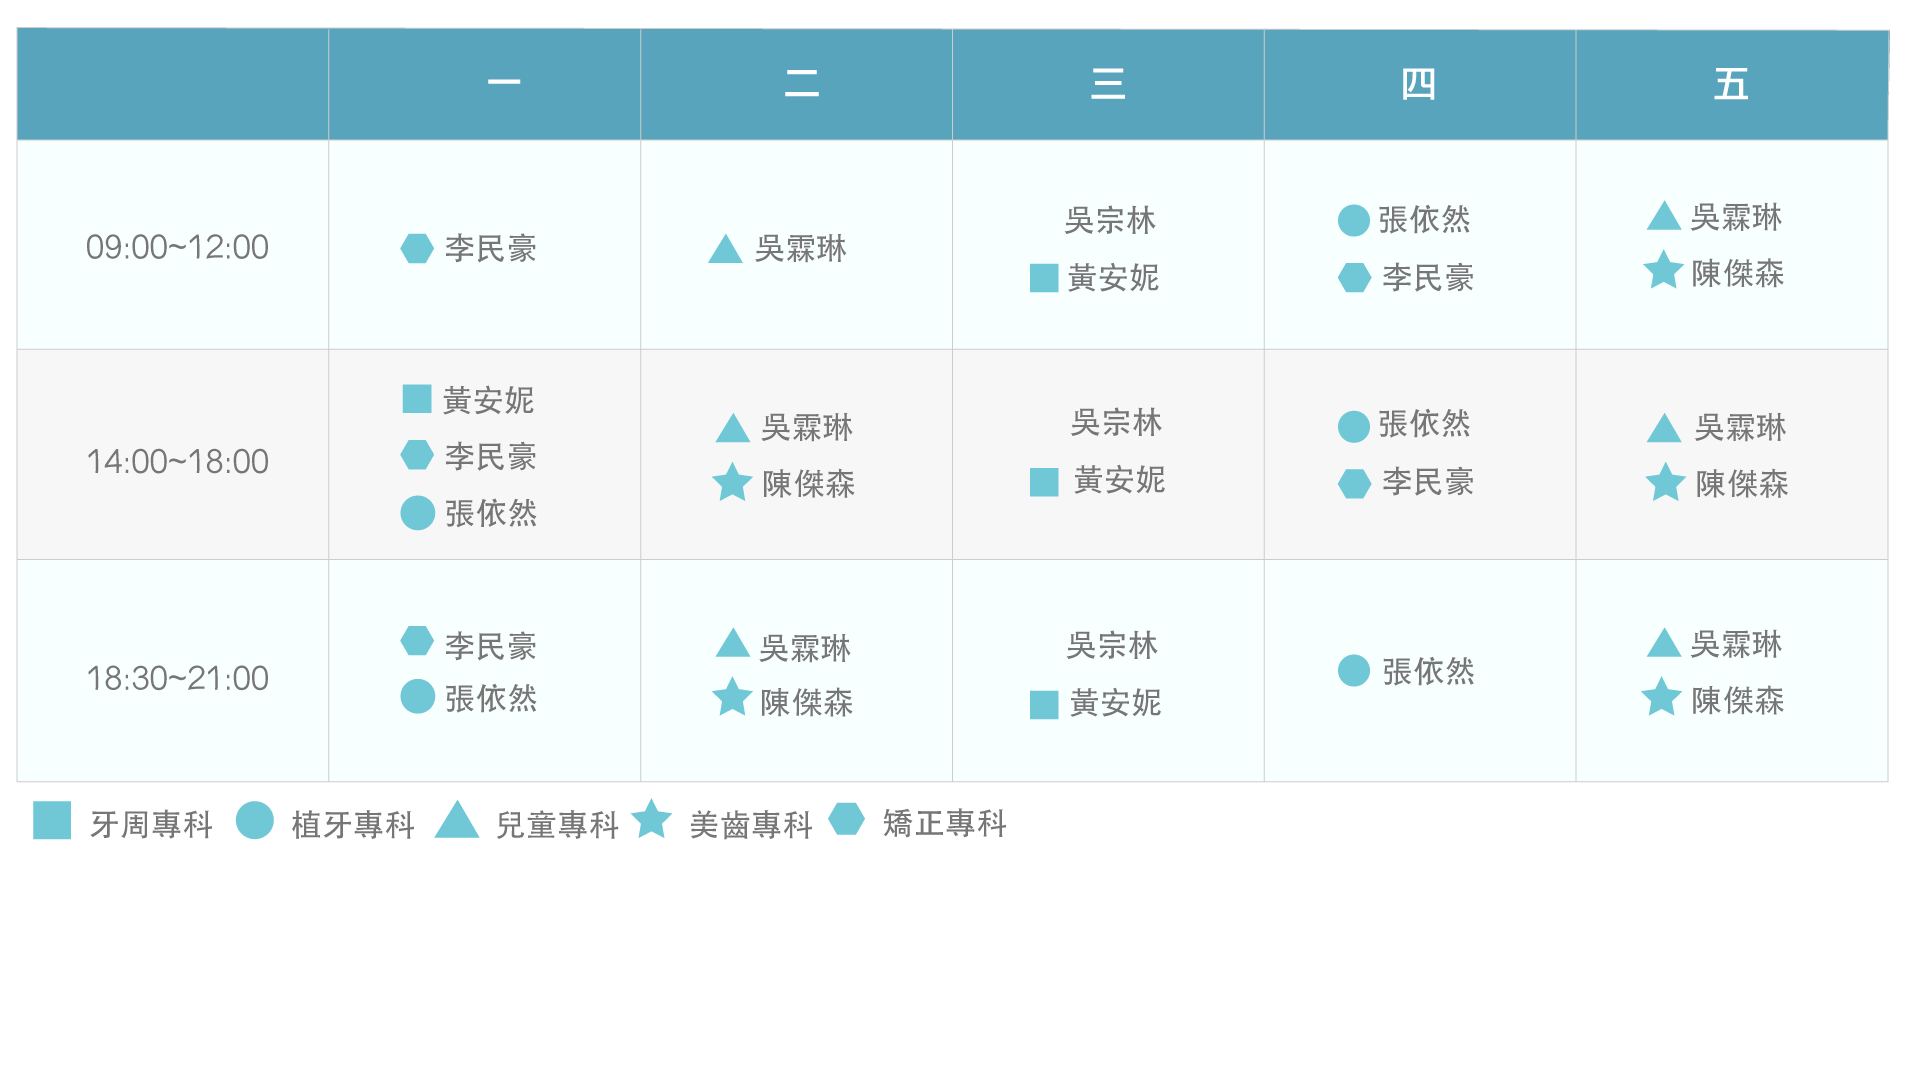 一 二 三 四 五
09:00~12:00
李民豪
吳霖琳
吳宗林
黃安妮
張依然
李民豪
吳霖琳
陳傑森
14:00~18:00
黃安妮
李民豪
張依然
吳霖琳
陳傑森
吳宗林
黃安妮
張依然
李民豪
吳霖琳
陳傑森
18:30~21:00
李民豪
張依然
吳霖琳
陳傑森
吳宗林
黃安妮
張依然
吳霖琳
陳傑森
牙周專科 植牙專科 兒童專科 美齒專科 矯正專科